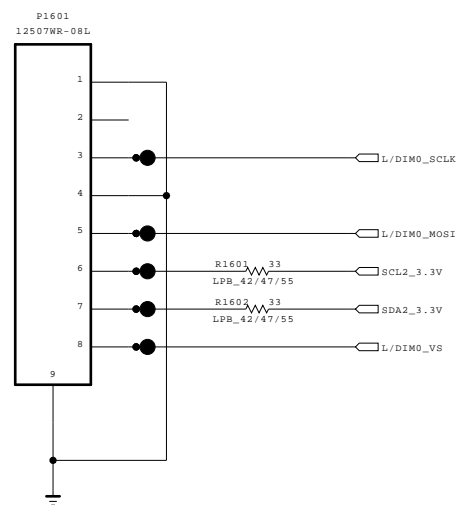 P1601
12507WR-08L
1
2
3
L/DIM0_SCLK
4
5
L/DIM0_MOSI
R1601 33
6
SCL2_3.3V
LPB_42/47/55
R1602 33
7
SDA2_3.3V
LPB_42/47/55
8
L/DIM0_VS
9